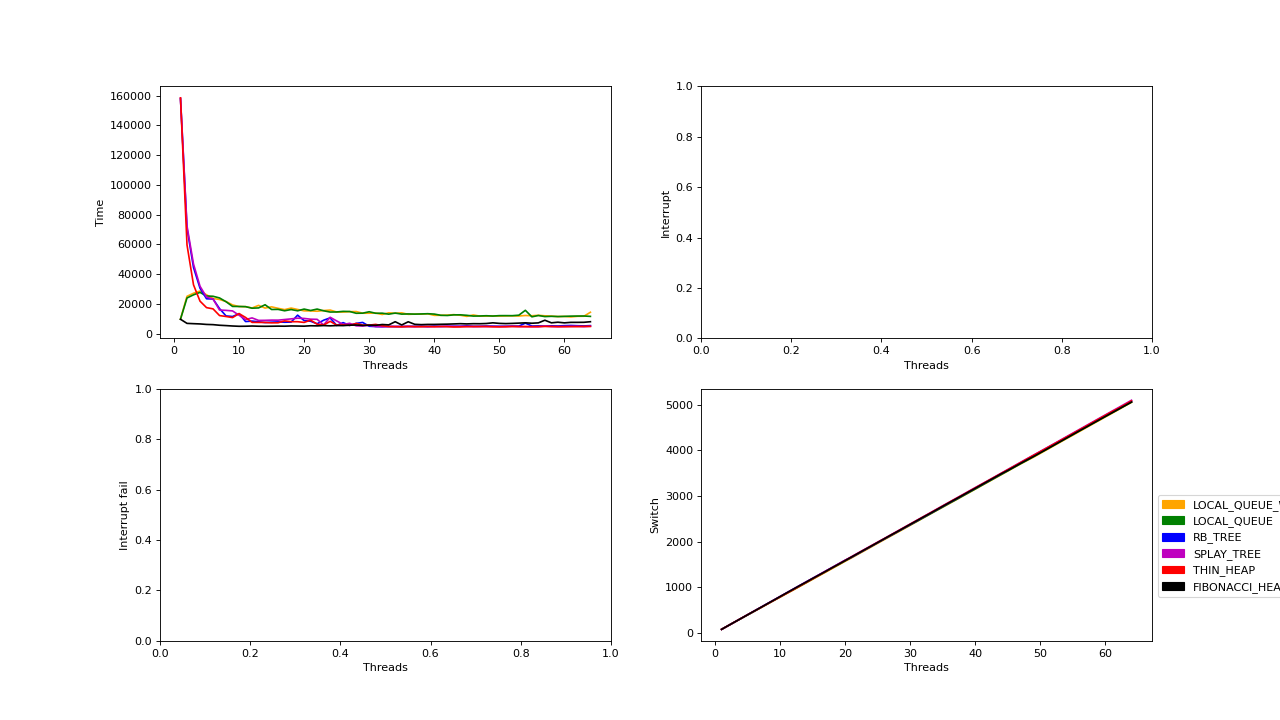 160000
140000
120000
100000
80000
60000
40000
20000
0
Time
0 10 20 30 40 50 60
Threads
1.0
0.8
0.6
0.4
0.2
0.0
Interrupt
0.0 0.2 0.4 0.6 0.8 1.0
Threads
1.0
0.8
0.6
0.4
0.2
0.0
Interrupt fail
0.0 0.2 0.4 0.6 0.8 1.0
Threads
5000
4000
3000
2000
1000
0
Switch
0 10 20 30 40 50 60
Threads
LOCAL_QUEUE_
LOCAL_QUEUE
RB_TREE
SPLAY_TREE
THIN_HEAP
FIBONACCI_HEA